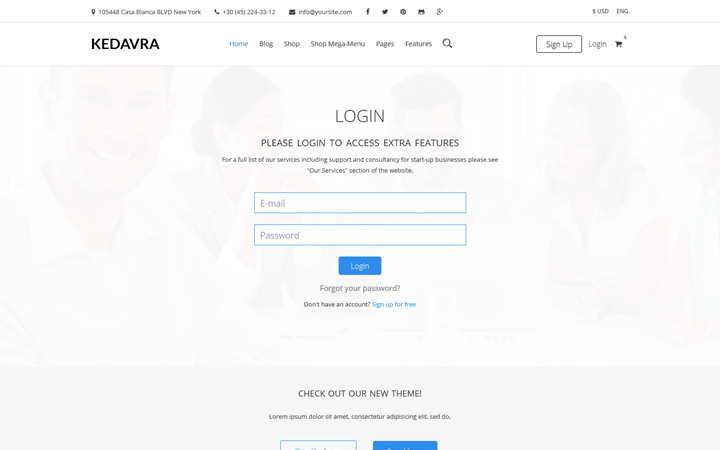 105448 Casa Blanca BLVD New York +30 (45) 224-33-12 info@yoursite.com $ USD ENG
KEDAVRA Home Blog Shop Shop Mega-Menu Pages Features Sign Up Login 4
LOGIN
PLEASE LOGIN TO ACCESS EXTRA FEATURES
For a full list of our services including support and consultancy for start-up businesses please see
"Our Services" section of the website.
E-mail
Password
Login
Forgot your password?
Don't have an account? Sign up for free
CHECK OUT OUR NEW THEME!
Lorem ipsum dolor sit amet, consectetur adipisicing elit, sed do.